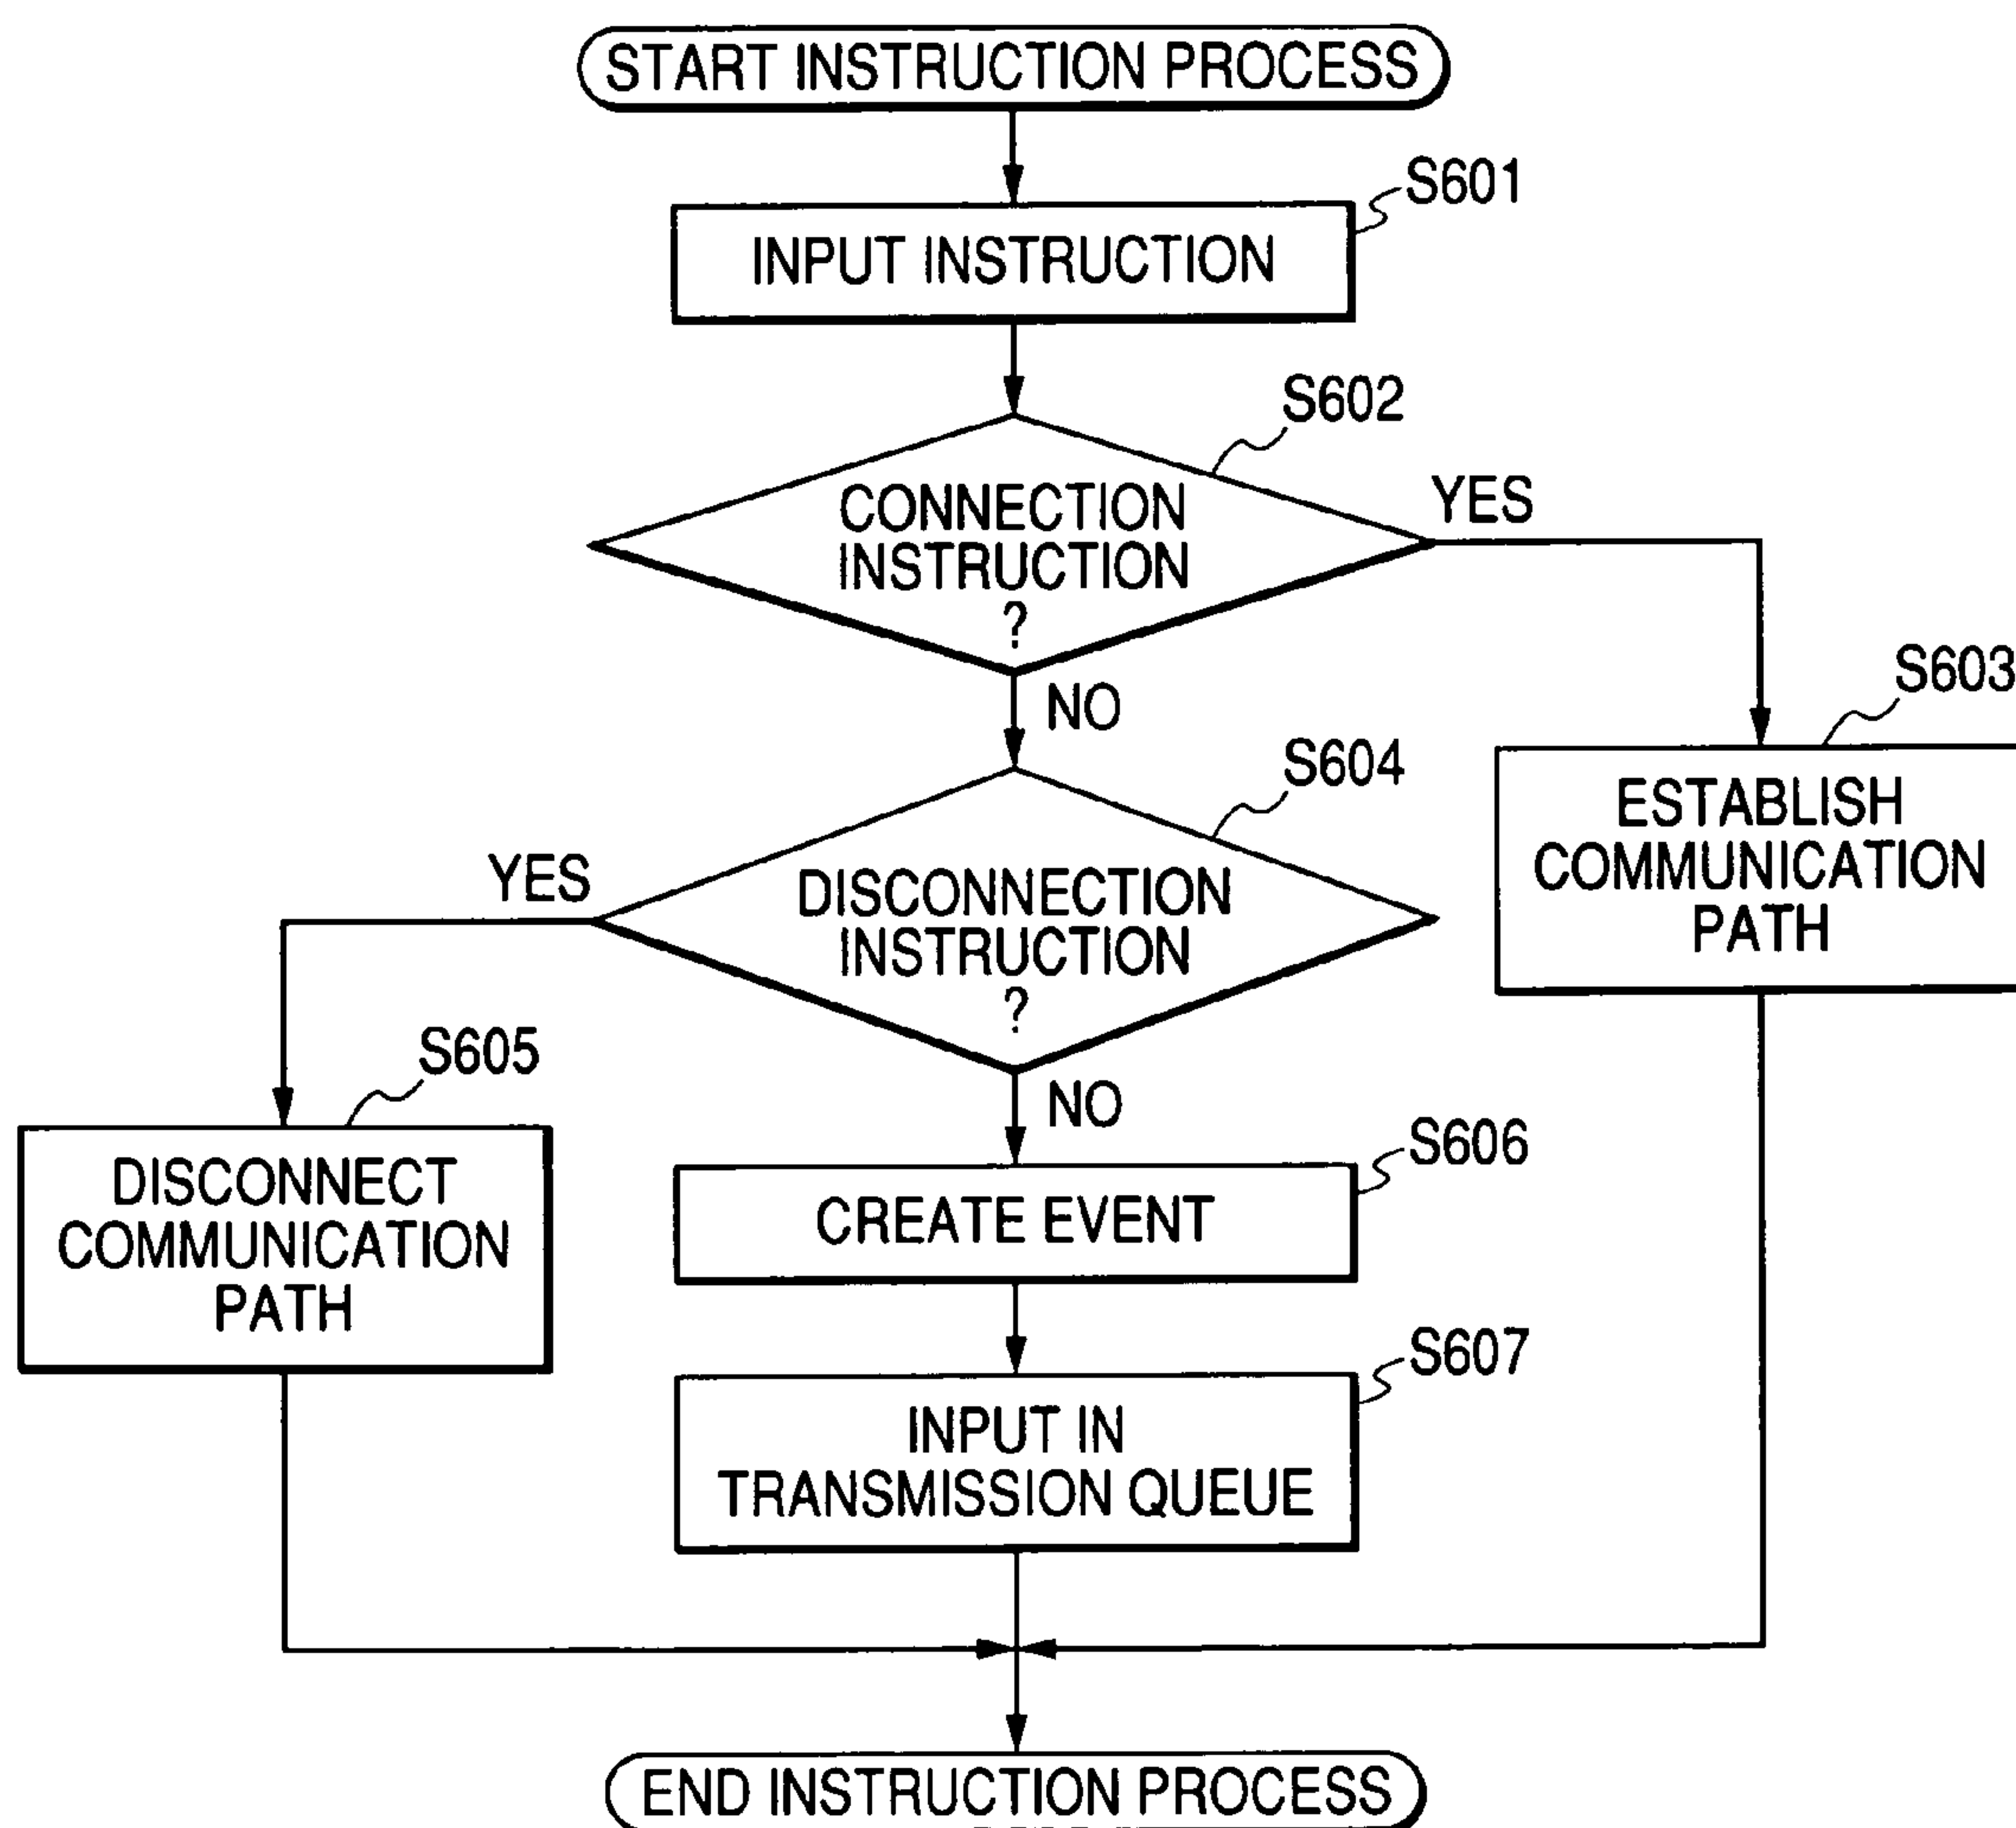 START INSTRUCTION PROCESS
S601
INPUT INSTRUCTION
S602
CONNECTION
INSTRUCTION
?
YES
NO
S603
ESTABLISH
COMMUNICATION
PATH
S604
DISCONNECTION
INSTRUCTION
?
YES
NO
S605
DISCONNECT
COMMUNICATION
PATH
S606
CREATE EVENT
S607
INPUT IN
TRANSMISSION QUEUE
END INSTRUCTION PROCESS